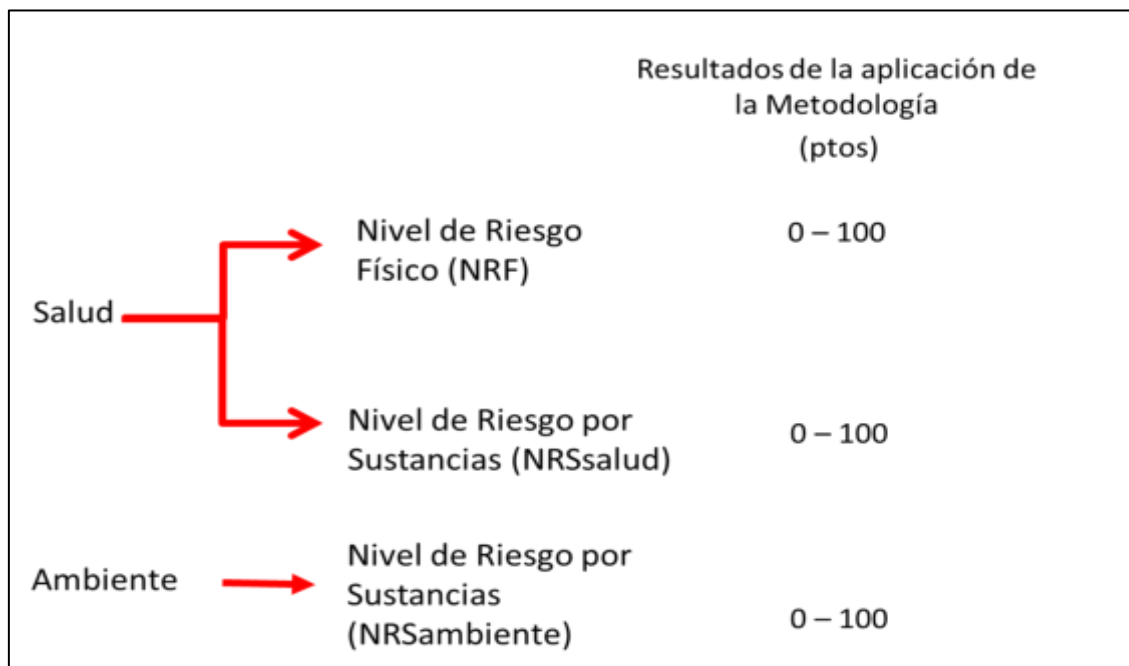 Resultados de la aplicación de
la Metodología
(ptos)
Nivel de Riesgo
Físico (NRF)
0 – 100
Salud
Nivel de Riesgo por
Sustancias (NRSsalud)
0 – 100
Ambiente
Nivel de Riesgo por
Sustancias
(NRSambiente)
0 – 100